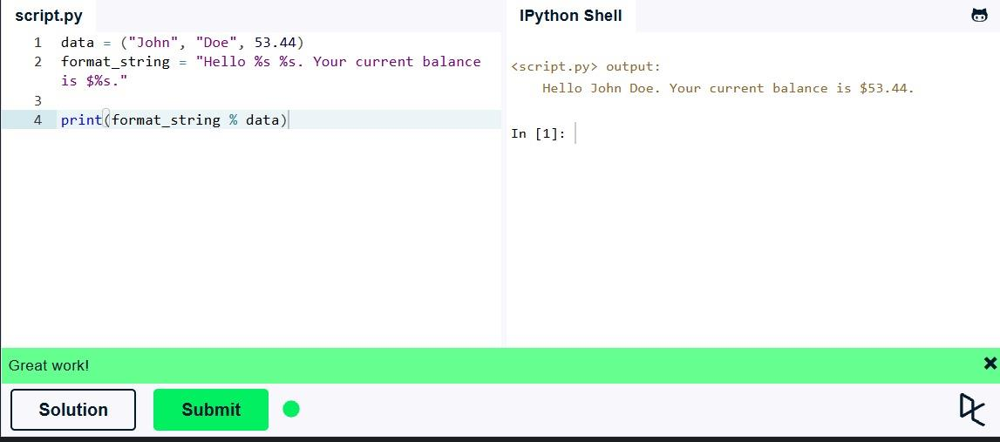 script.py
1 data = ("John", "Doe", 53.44)
2 format_string = "Hello %s %s. Your current balance
is $%s."
3
4 print(format_string % data)
IPython Shell
<script.py> output:
Hello John Doe. Your current balance is $53.44.
In [1]:
Great work!
Solution
Submit